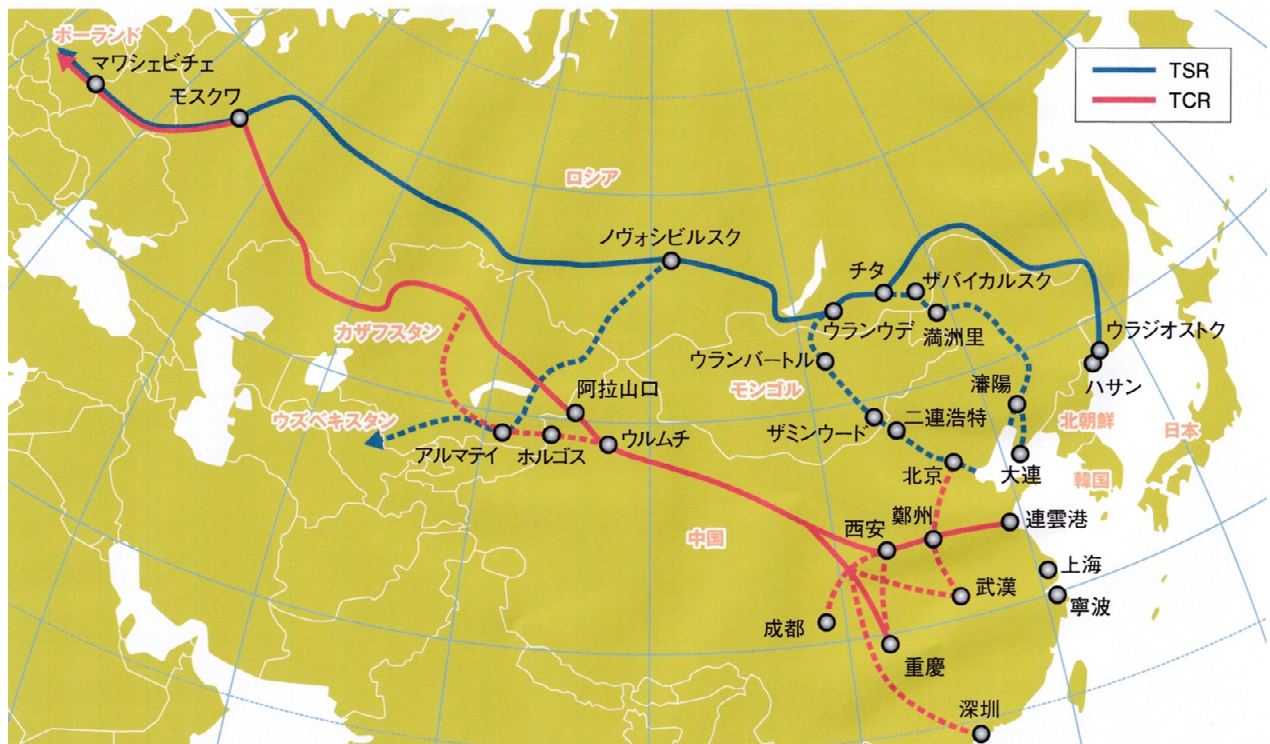 ポーランド
マワシェビチェ
モスクワ
TSR
TCR
ロシア
ノヴォシビルスク
チタ
ザバイカルスク
ウランウデ
満洲里
ウラジオストク
ハサン
カザフスタン
ウランバートル
モンゴル
瀋陽
阿拉山口
ウズベキスタン
ザミンウード
二連浩特
北朝鮮
日本
アルマテイ
ホルゴス
ウルムチ
北京
大連
韓国
中国
西安
鄭州
連雲港
上海
武漢
寧波
成都
重慶
深圳